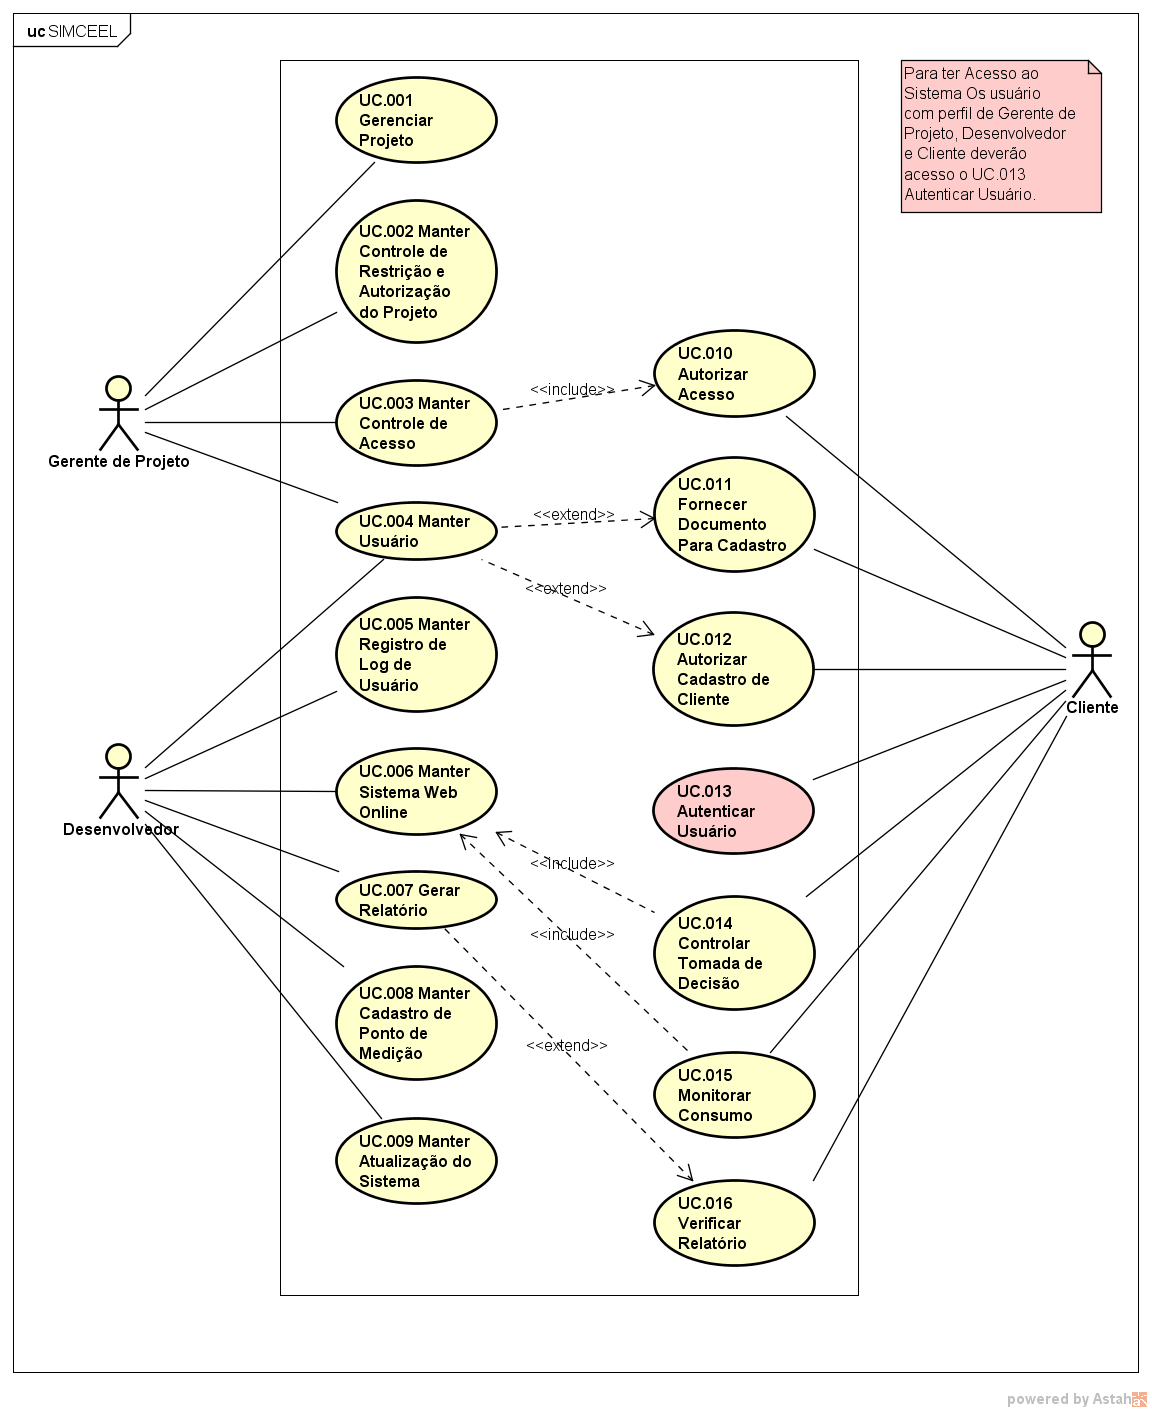 uc SIMCEEL
Para ter Acesso ao
Sistema Os usuário
com perfil de Gerente de
Projeto, Desenvolvedor
e Cliente deverão
acesso o UC.013
Autenticar Usuário.
UC.001
Gerenciar
Projeto
UC.002 Manter
Controle de
Restrição e
Autorização
do Projeto
UC.003 Manter
Controle de
Acesso
<<include>>
UC.010
Autorizar
Acesso
Gerente de Projeto
UC.004 Manter
Usuário
<<extend>>
UC.011
Fornecer
Documento
Para Cadastro
<<extend>>
UC.005 Manter
Registro de
Log de
Usuário
UC.012
Autorizar
Cadastro de
Cliente
Cliente
UC.006 Manter
Sistema Web
Online
UC.013
Autenticar
Usuário
Desenvolvedor
<<include>>
UC.007 Gerar
Relatório
<<include>>
UC.014
Controlar
Tomada de
Decisão
UC.008 Manter
Cadastro de
Ponto de
Medição
<<extend>>
UC.015
Monitorar
Consumo
UC.009 Manter
Atualização do
Sistema
UC.016
Verificar
Relatório
powered by Astah